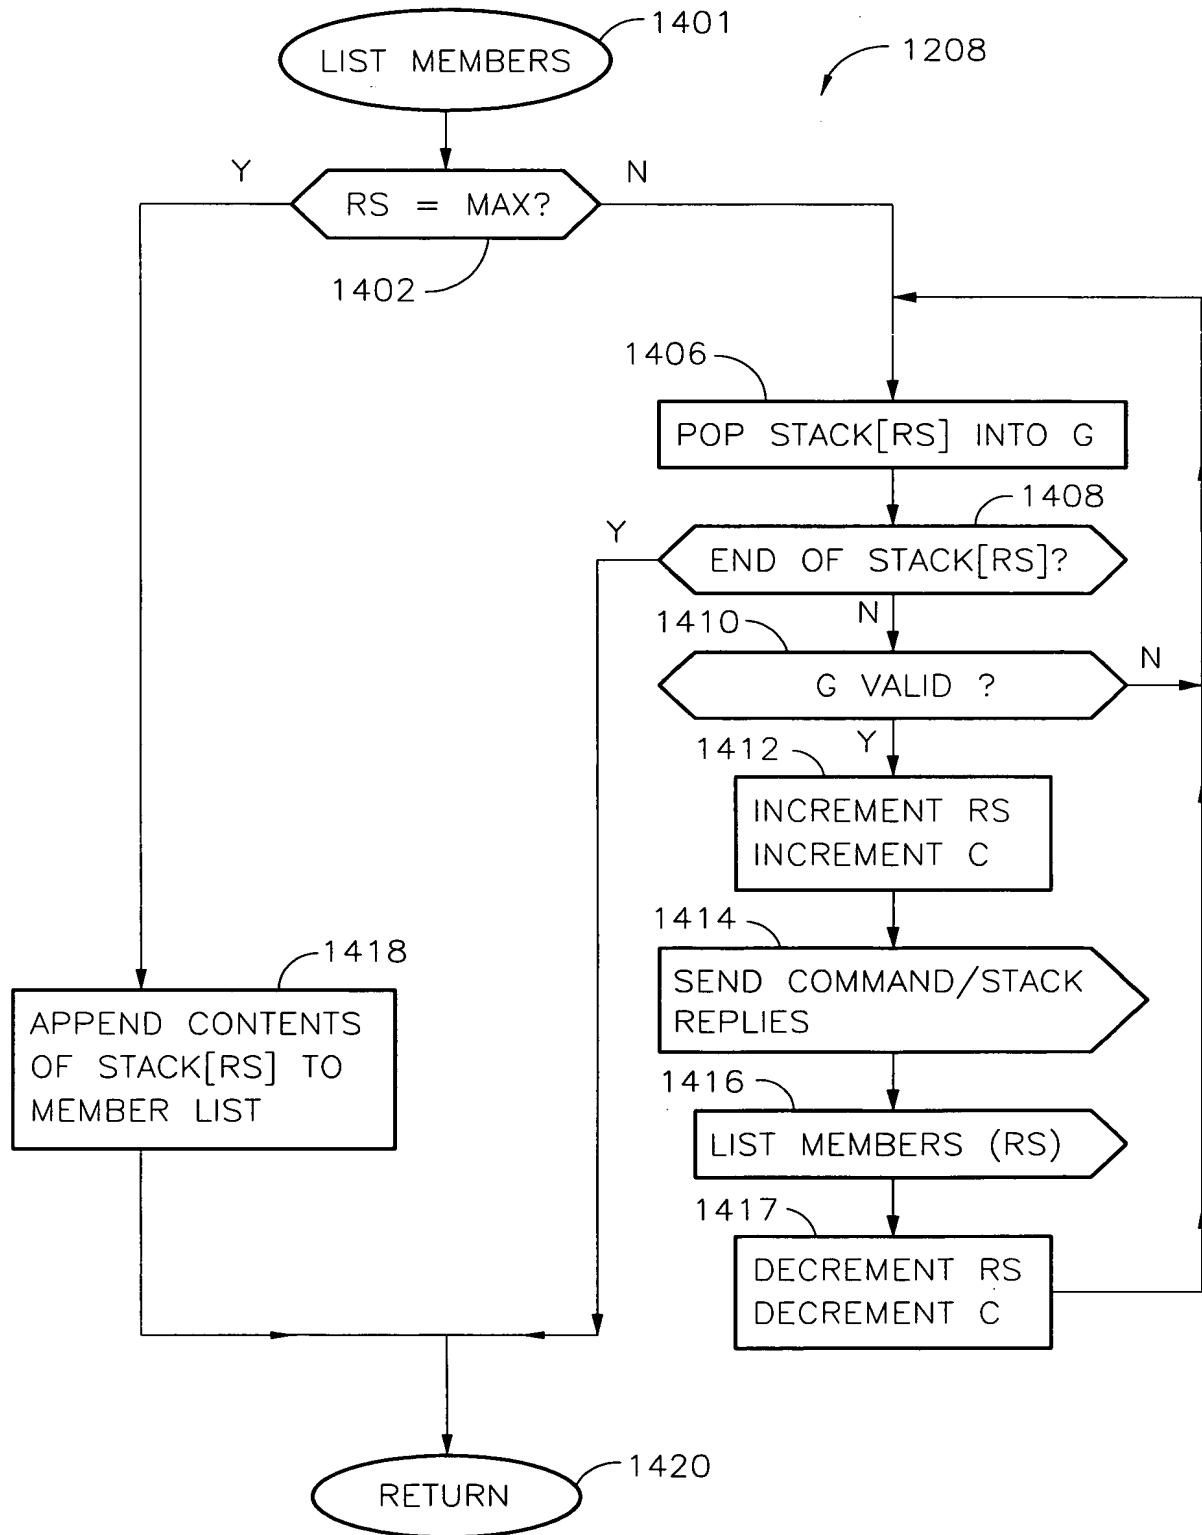 1401
LIST MEMBERS
1208
Y
N
RS = MAX?
1402
1406
POP STACK[RS] INTO G
1408
Y
END OF STACK[RS]?
N
1410
N
G VALID ?
Y
1412
INCREMENT RS
INCREMENT C
1414
SEND COMMAND/STACK
REPLIES
1418
APPEND CONTENTS
OF STACK[RS] TO
MEMBER LIST
1416
LIST MEMBERS (RS)
1417
DECREMENT RS
DECREMENT C
1420
RETURN